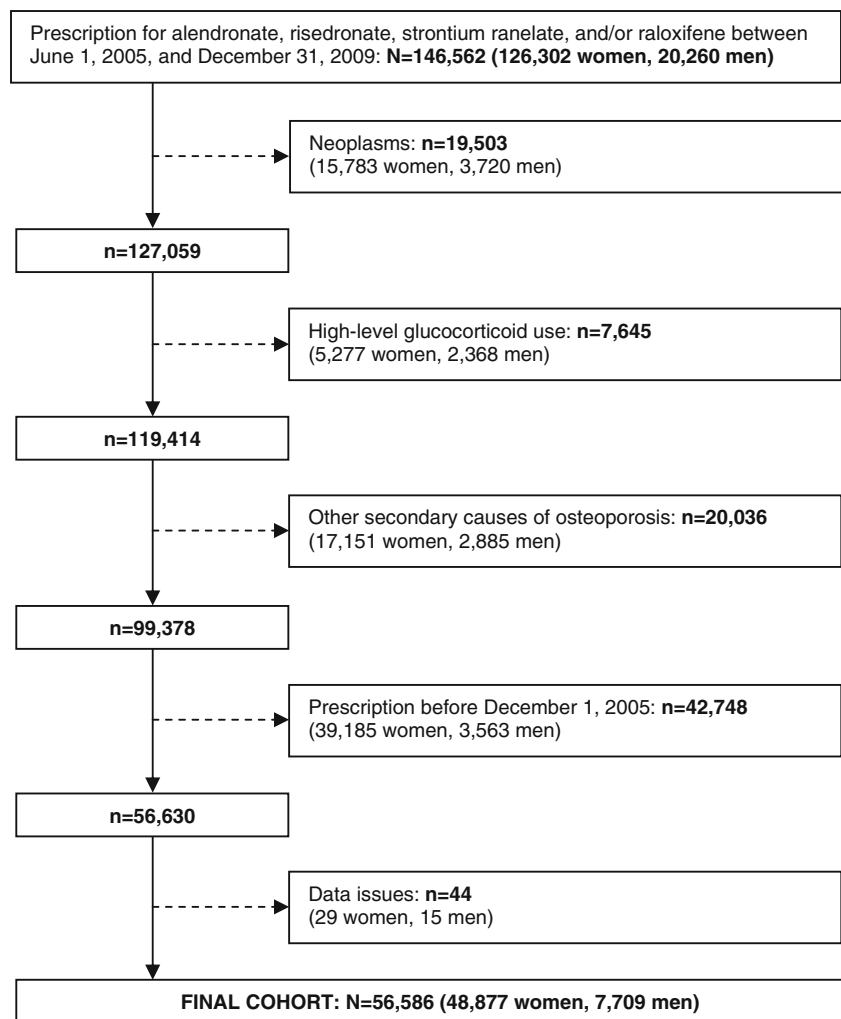 Prescription for alendronate, risedronate, strontium ranelate, and/or raloxifene between
June 1, 2005, and December 31, 2009: N=146,562 (126,302 women, 20,260 men)
Neoplasms: n=19,503
(15,783 women, 3,720 men)
n=127,059
High-level glucocorticoid use: n=7,645
(5,277 women, 2,368 men)
n=119,414
Other secondary causes of osteoporosis: n=20,036
(17,151 women, 2,885 men)
n=99,378
Prescription before December 1, 2005: n=42,748
(39,185 women, 3,563 men)
n=56,630
Data issues: n=44
(29 women, 15 men)
FINAL COHORT: N=56,586 (48,877 women, 7,709 men)